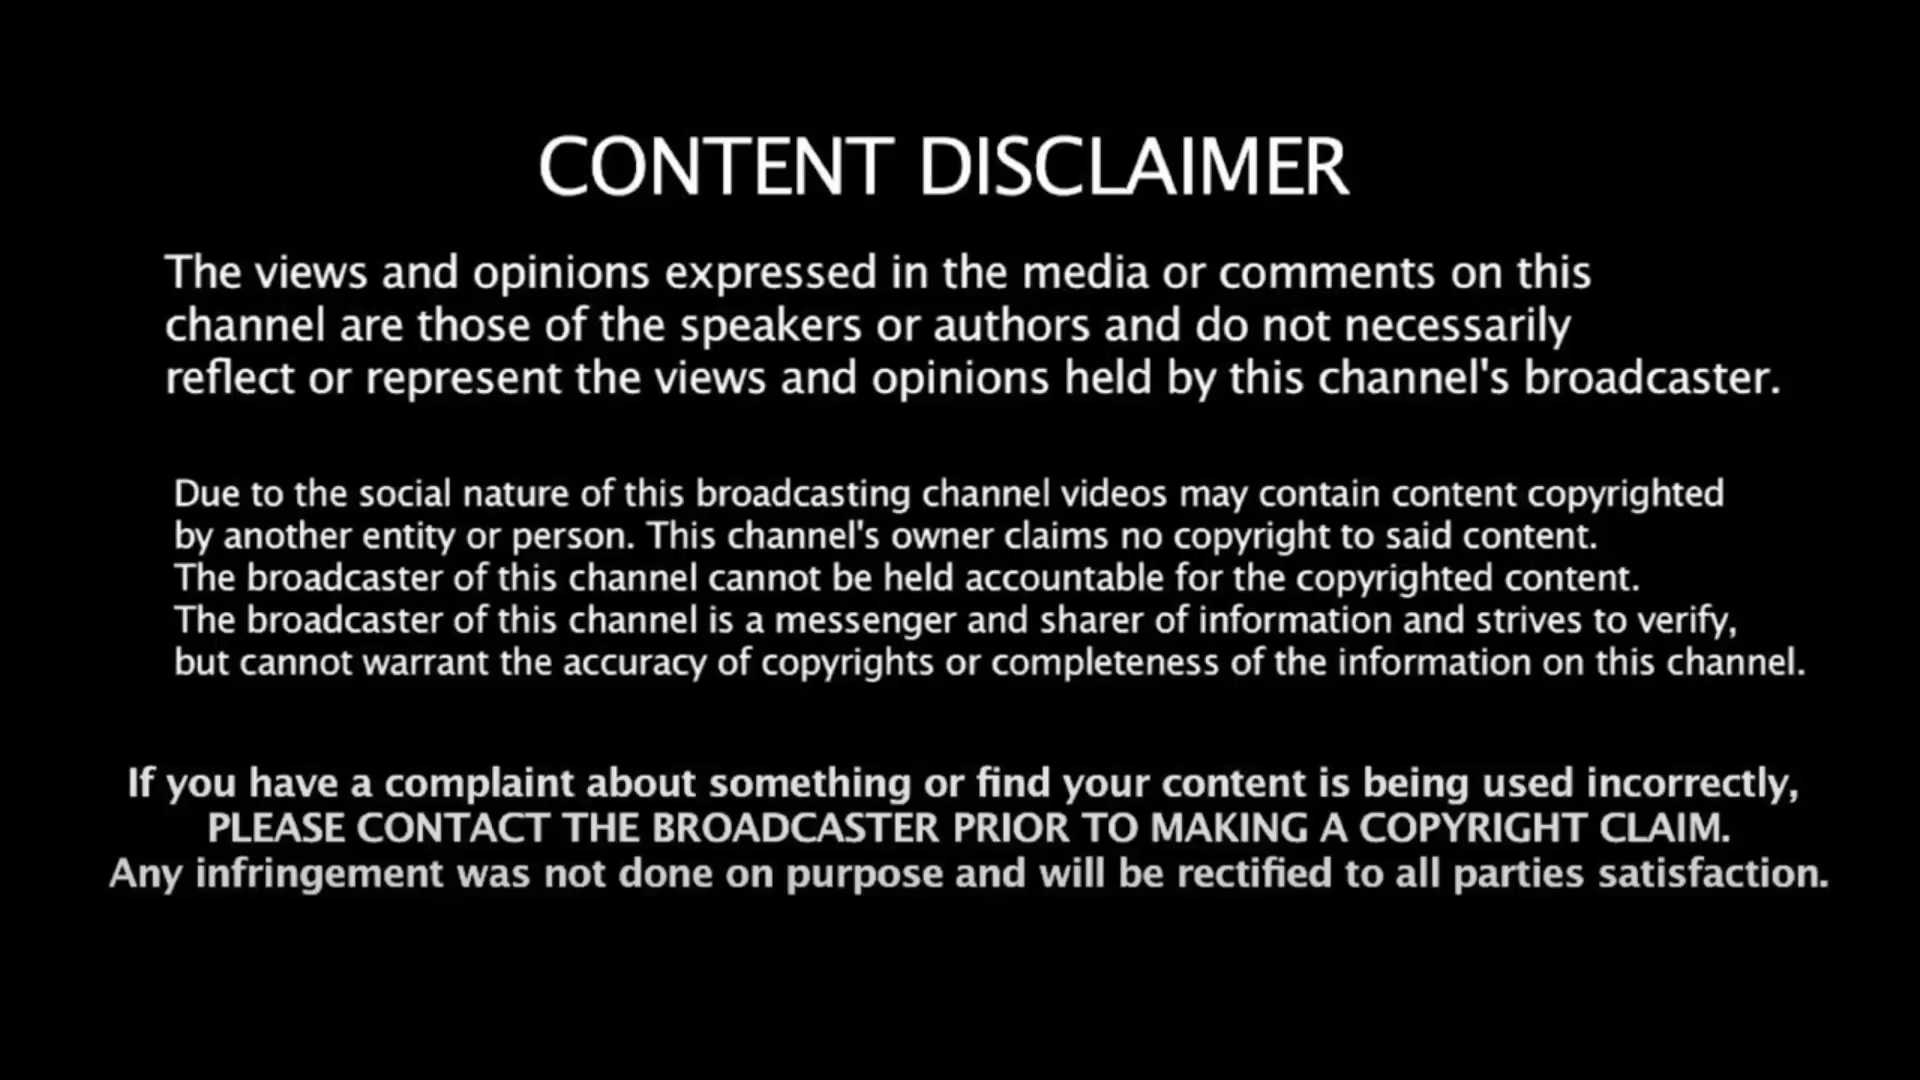 CONTENT DISCLAIMER
The views and opinions expressed in the media or comments on this
channel are those of the speakers or authors and do not necessarily
reflect or represent the views and opinions held by this channel's broadcaster.
Due to the social nature of this broadcasting channel videos may contain content copyrighted
by another entity or person. This channel's owner claims no copyright to said content.
The broadcaster of this channel cannot be held accountable for the copyrighted content.
The broadcaster of this channel is a messenger and sharer of information and strives to verify,
but cannot warrant the accuracy of copyrights or completeness of the information on this channel.
If you have a complaint about something or find your content is being used incorrectly,
PLEASE CONTACT THE BROADCASTER PRIOR TO MAKING A COPYRIGHT CLAIM.
Any infringement was not done on purpose and will be rectified to all parties satisfaction.